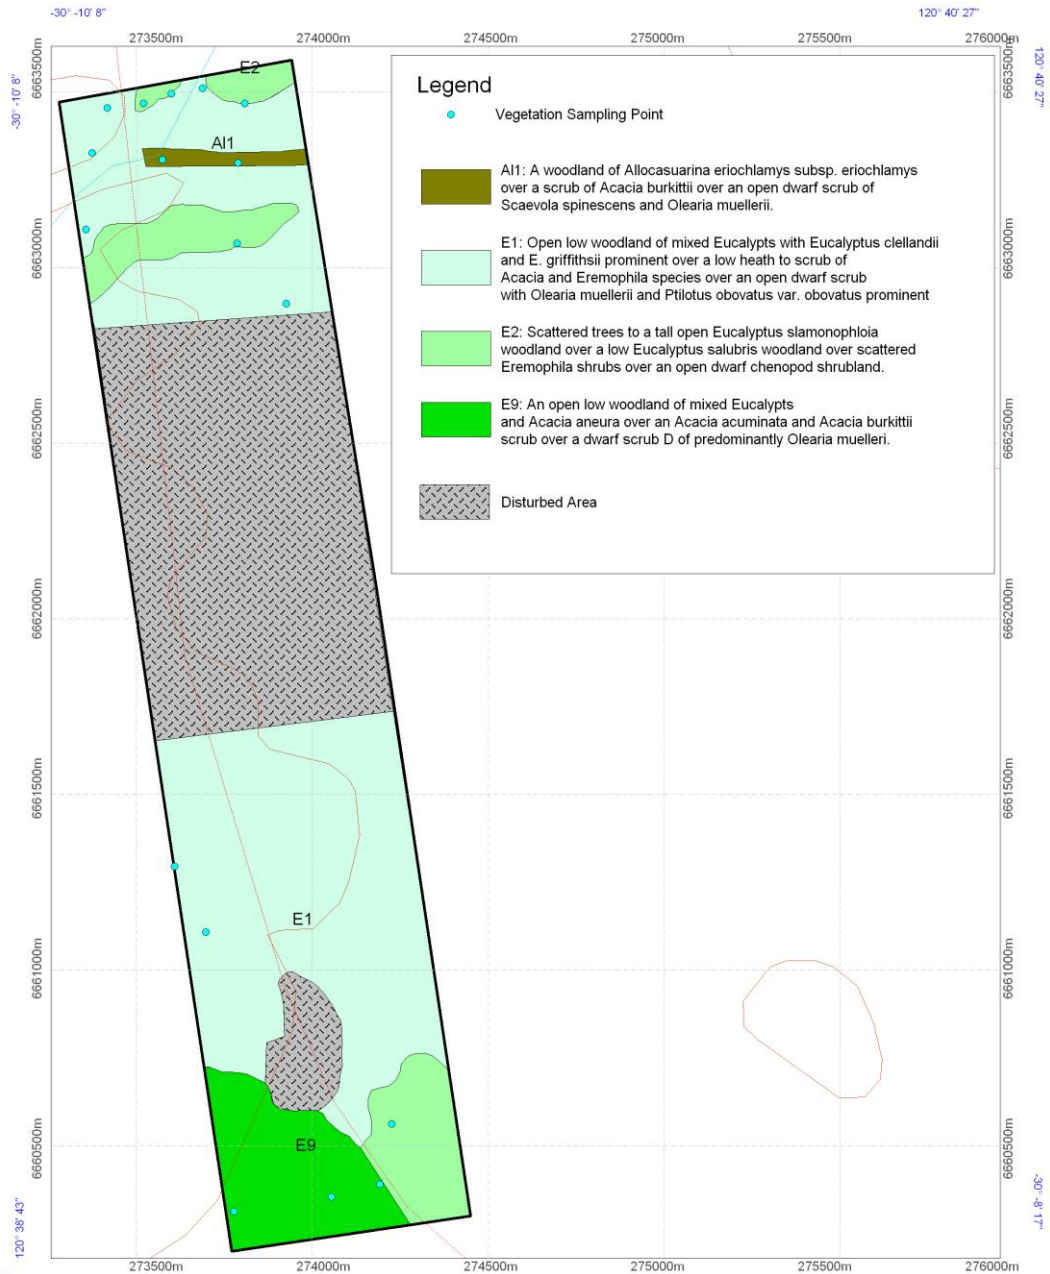 -30° -10' 8"
120° 40' 27"
273500m
274000m
274500m
275000m
275500m
276000m
-30° -10' 8"
6663500m
6663500m
120° 40' 27"
E2
Legend
Vegetation Sampling Point
Al1
Al1: A woodland of Allocasuarina eriochlamys subsp. eriochlamys
over a scrub of Acacia burkittii over an open dwarf scrub of
Scaevola spinescens and Olearia muellerii.
6663000m
6663000m
E1: Open low woodland of mixed Eucalypts with Eucalyptus clellandii
and E. griffithsii prominent over a low heath to scrub of
Acacia and Eremophila species over an open dwarf scrub
with Olearia muellerii and Ptilotus obovatus var. obovatus prominent
E2: Scattered trees to a tall open Eucalyptus slamonophloia
woodland over a low Eucalyptus salubris woodland over scattered
Eremophila shrubs over an open dwarf chenopod shrubland.
E9: An open low woodland of mixed Eucalypts
and Acacia aneura over an Acacia acuminata and Acacia burkittii
scrub over a dwarf scrub D of predominantly Olearia muelleri.
6662500m
6662500m
Disturbed Area
6662000m
6662000m
6661500m
6661500m
E1
6661000m
6661000m
6660500m
6660500m
E9
120° 38' 43"
-30° -8' 17"
273500m
274000m
274500m
275000m
275500m
276000m